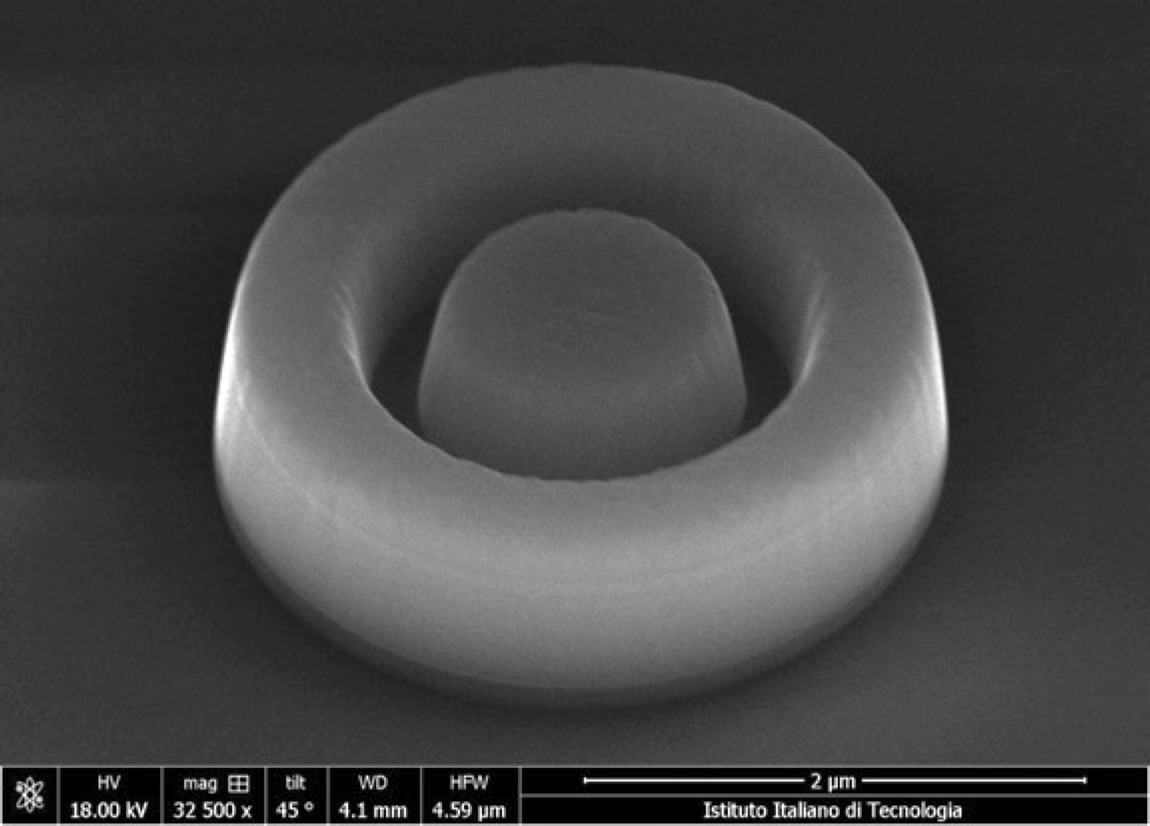 HV mag tilt WD HFW 2 µm
18.00 kV 32 500 x 45 ° 4.1 mm 4.59 µm Istituto Italiano di Tecnologia